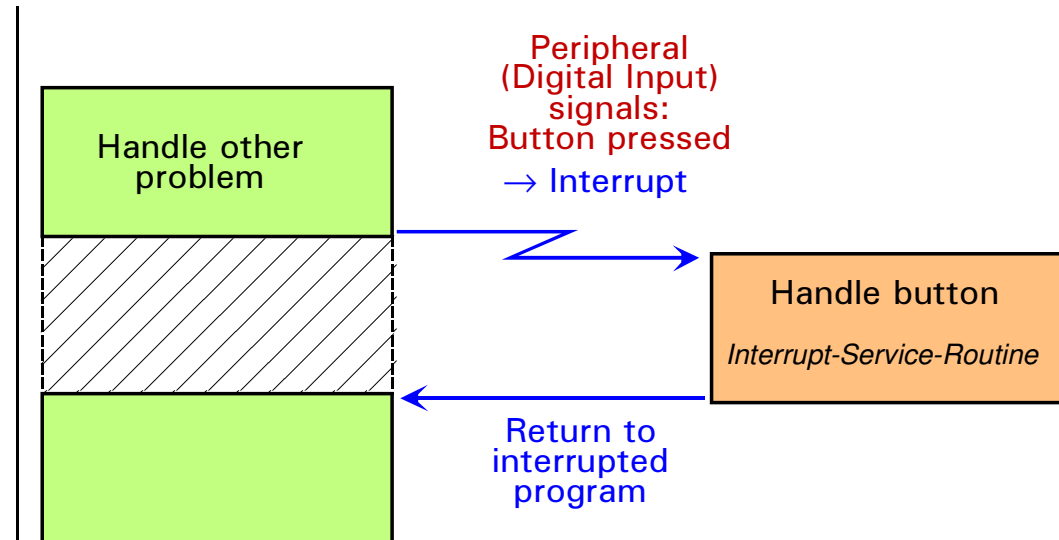 Peripheral
(Digital Input)
signals:
Button pressed
→ Interrupt
Handle other
problem
Handle button
Interrupt-Service-Routine
Return to
interrupted
program